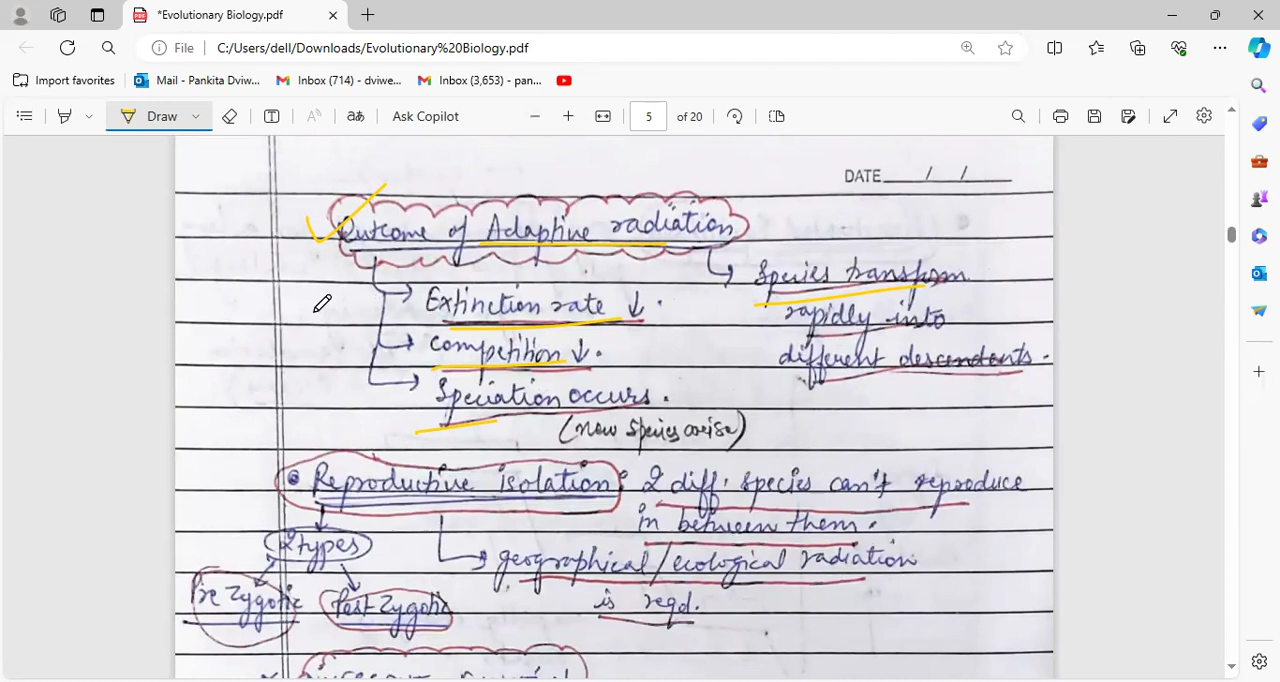 *Evolutionary Biology.pdf
File C:/Users/dell/Downloads/Evolutionary%20Biology.pdf
Import favorites Mail - Pankita Dviw... Inbox (714) - dviwe... Inbox (3,653) - pan...
Draw Ask Copilot 5 of 20
DATE / /
Outcome of Adaptive radiation
Species transform
rapidly into
different descendents.
Extinction rate ↓.
Competition ↓.
Speciation occurs.
(new species arise)
• Reproductive isolation : 2 diff. species can't reproduce
in between them.
2 types
geographical/ecological radiation
is reqd.
Pre Zygotic Post Zygotic